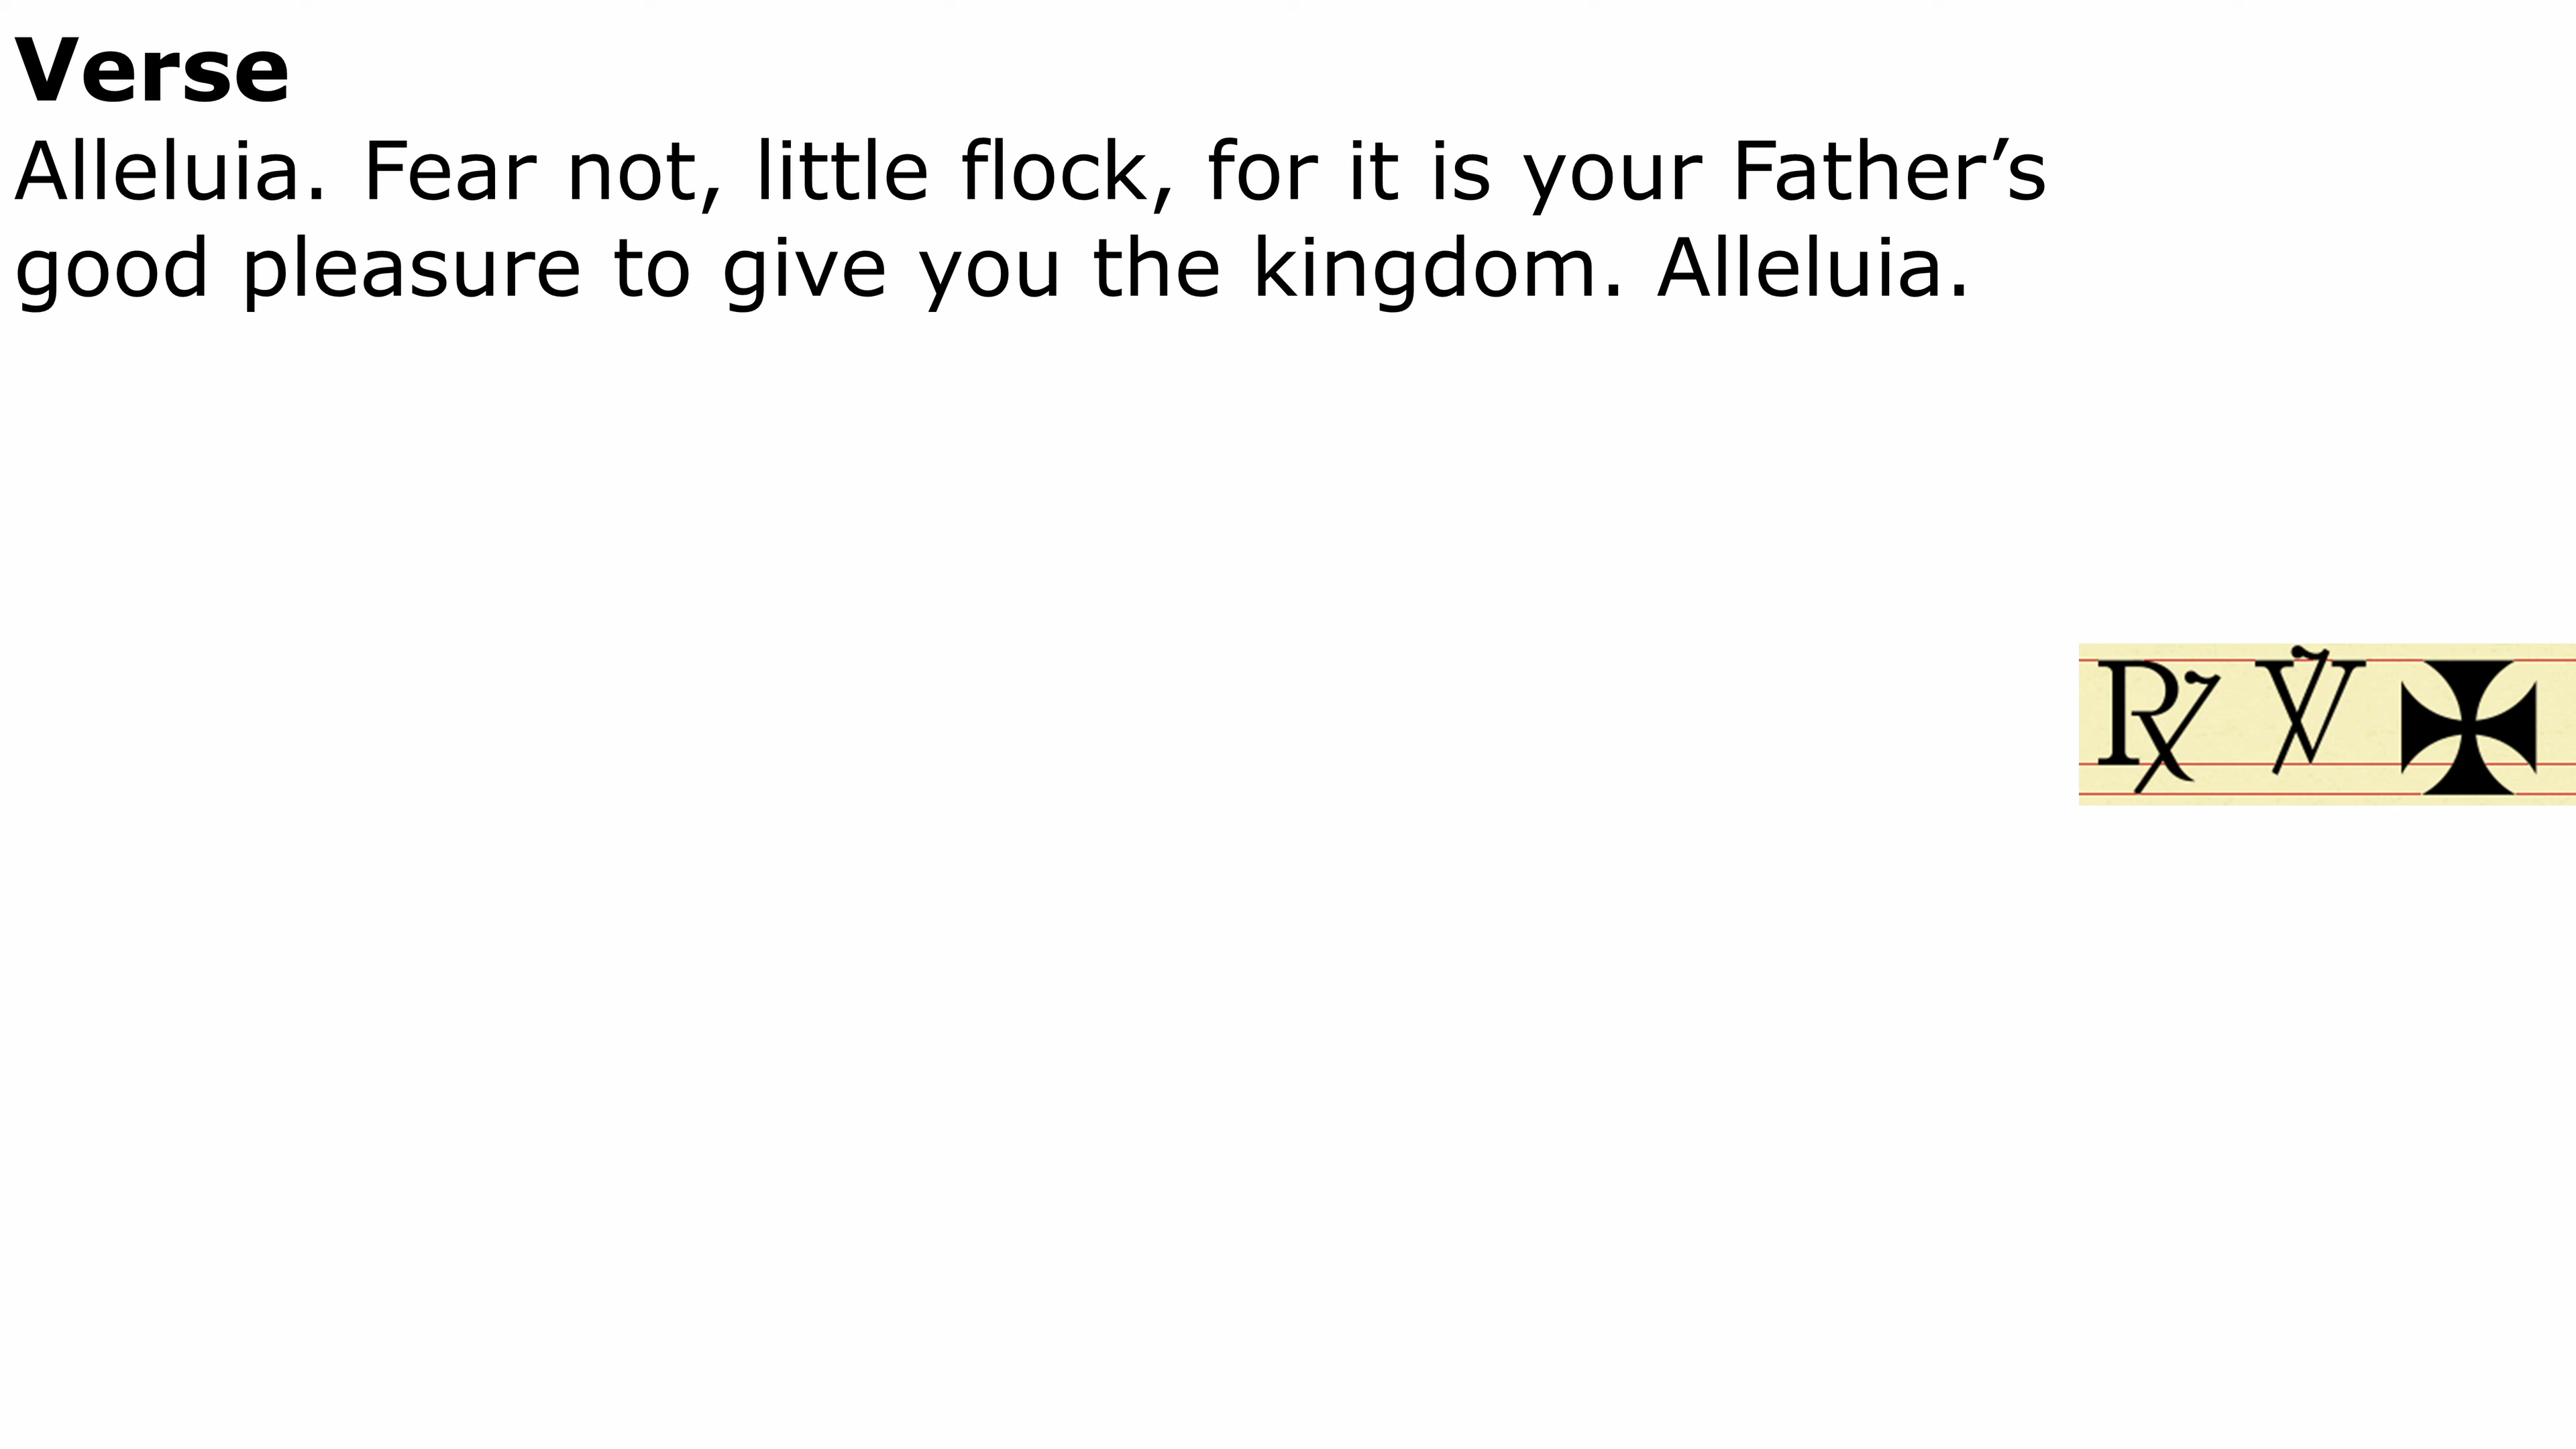 Verse
Alleluia. Fear not, little flock, for it is your Father’s
good pleasure to give you the kingdom. Alleluia.
℟ ℣ ✠